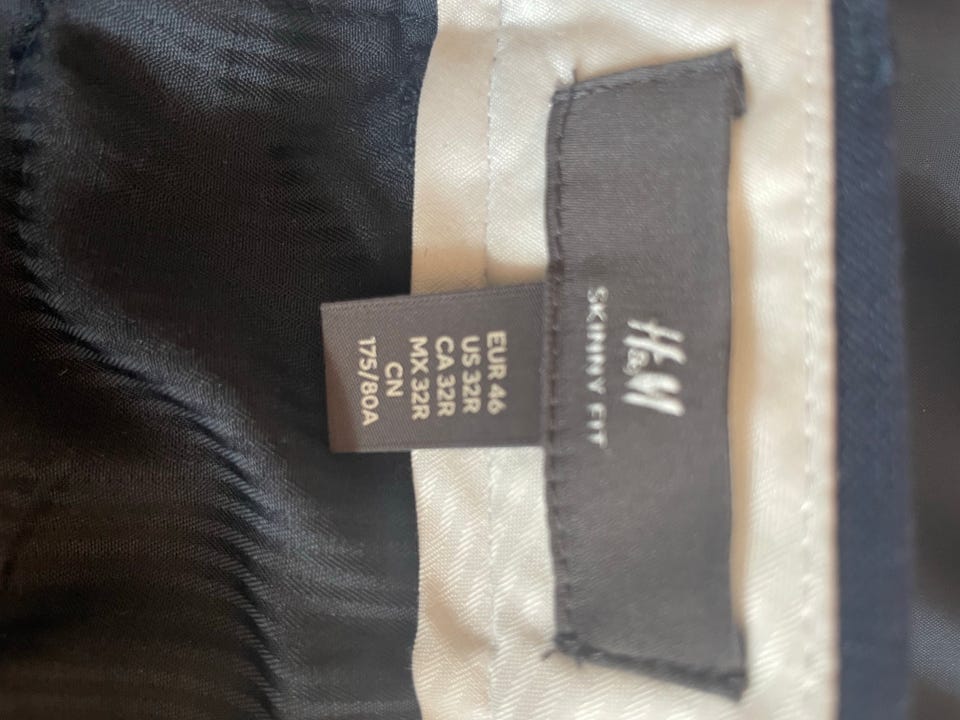 H&M
SKINNY FIT
EUR 46
US 32R
CA 32R
MX 32R
CN
175/80A